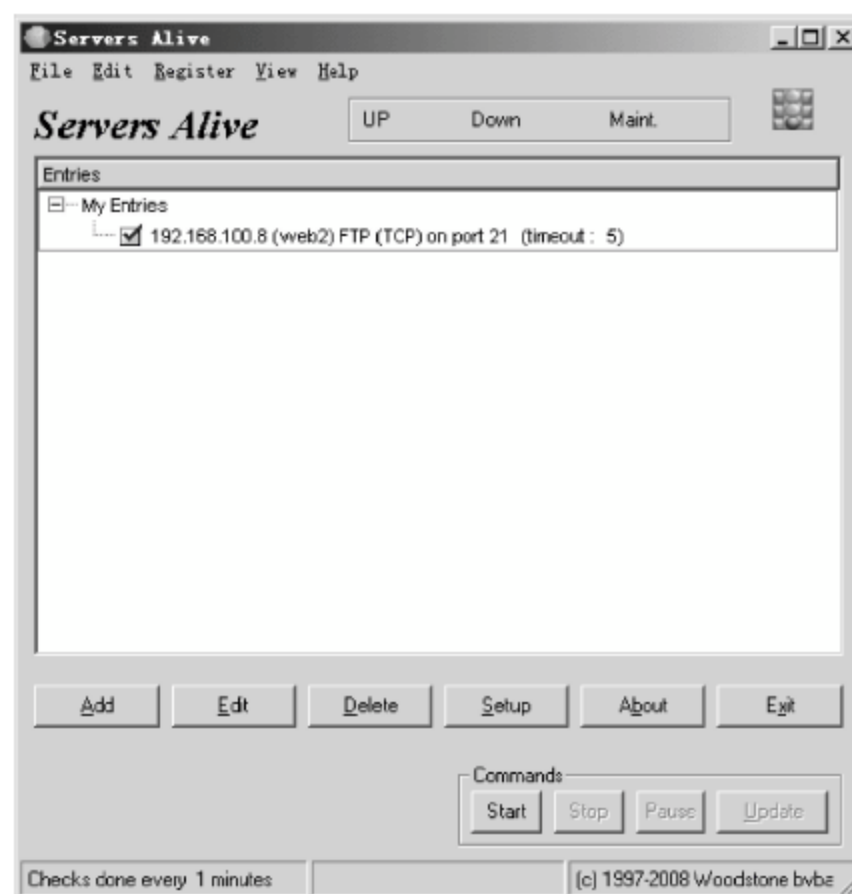 Servers Alive
File Edit Register View Help
Servers Alive UP Down Maint.
Entries
My Entries
192.168.100.8 (web2) FTP (TCP) on port 21 (timeout : 5)
Add Edit Delete Setup About Exit
Commands
Start Stop Pause Update
Checks done every 1 minutes (c) 1997-2008 Woodstone bvba